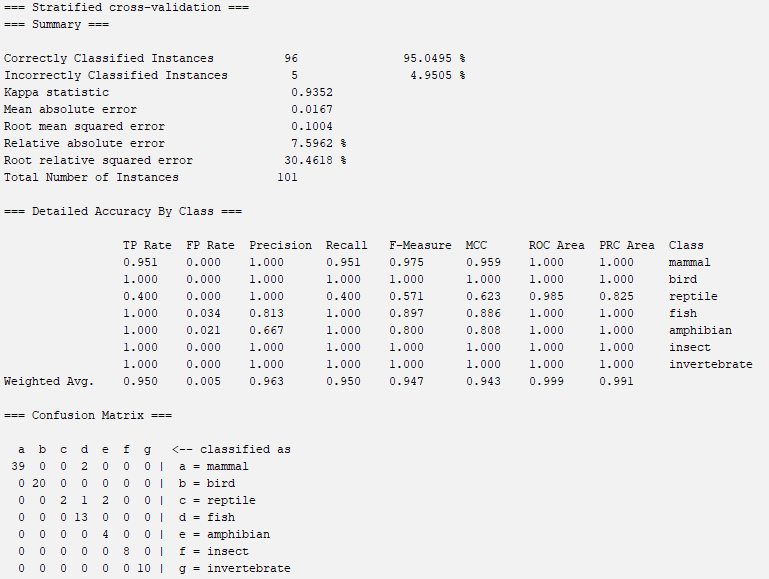 === Stratified cross-validation ===
=== Summary ===
Correctly Classified Instances 96 95.0495 %
Incorrectly Classified Instances 5 4.9505 %
Kappa statistic 0.9352
Mean absolute error 0.0167
Root mean squared error 0.1004
Relative absolute error 7.5962 %
Root relative squared error 30.4618 %
Total Number of Instances 101
=== Detailed Accuracy By Class ===
TP Rate FP Rate Precision Recall F-Measure MCC ROC Area PRC Area Class
0.951 0.000 1.000 0.951 0.975 0.959 1.000 1.000 mammal
1.000 0.000 1.000 1.000 1.000 1.000 1.000 1.000 bird
0.400 0.000 1.000 0.400 0.571 0.623 0.985 0.825 reptile
1.000 0.034 0.813 1.000 0.897 0.886 1.000 1.000 fish
1.000 0.021 0.667 1.000 0.800 0.808 1.000 1.000 amphibian
1.000 0.000 1.000 1.000 1.000 1.000 1.000 1.000 insect
1.000 0.000 1.000 1.000 1.000 1.000 1.000 1.000 invertebrate
Weighted Avg. 0.950 0.005 0.963 0.950 0.947 0.943 0.999 0.991
=== Confusion Matrix ===
a b c d e f g <-- classified as
39 0 0 2 0 0 0 | a = mammal
0 20 0 0 0 0 0 | b = bird
0 0 2 1 2 0 0 | c = reptile
0 0 0 13 0 0 0 | d = fish
0 0 0 0 4 0 0 | e = amphibian
0 0 0 0 0 8 0 | f = insect
0 0 0 0 0 0 10 | g = invertebrate